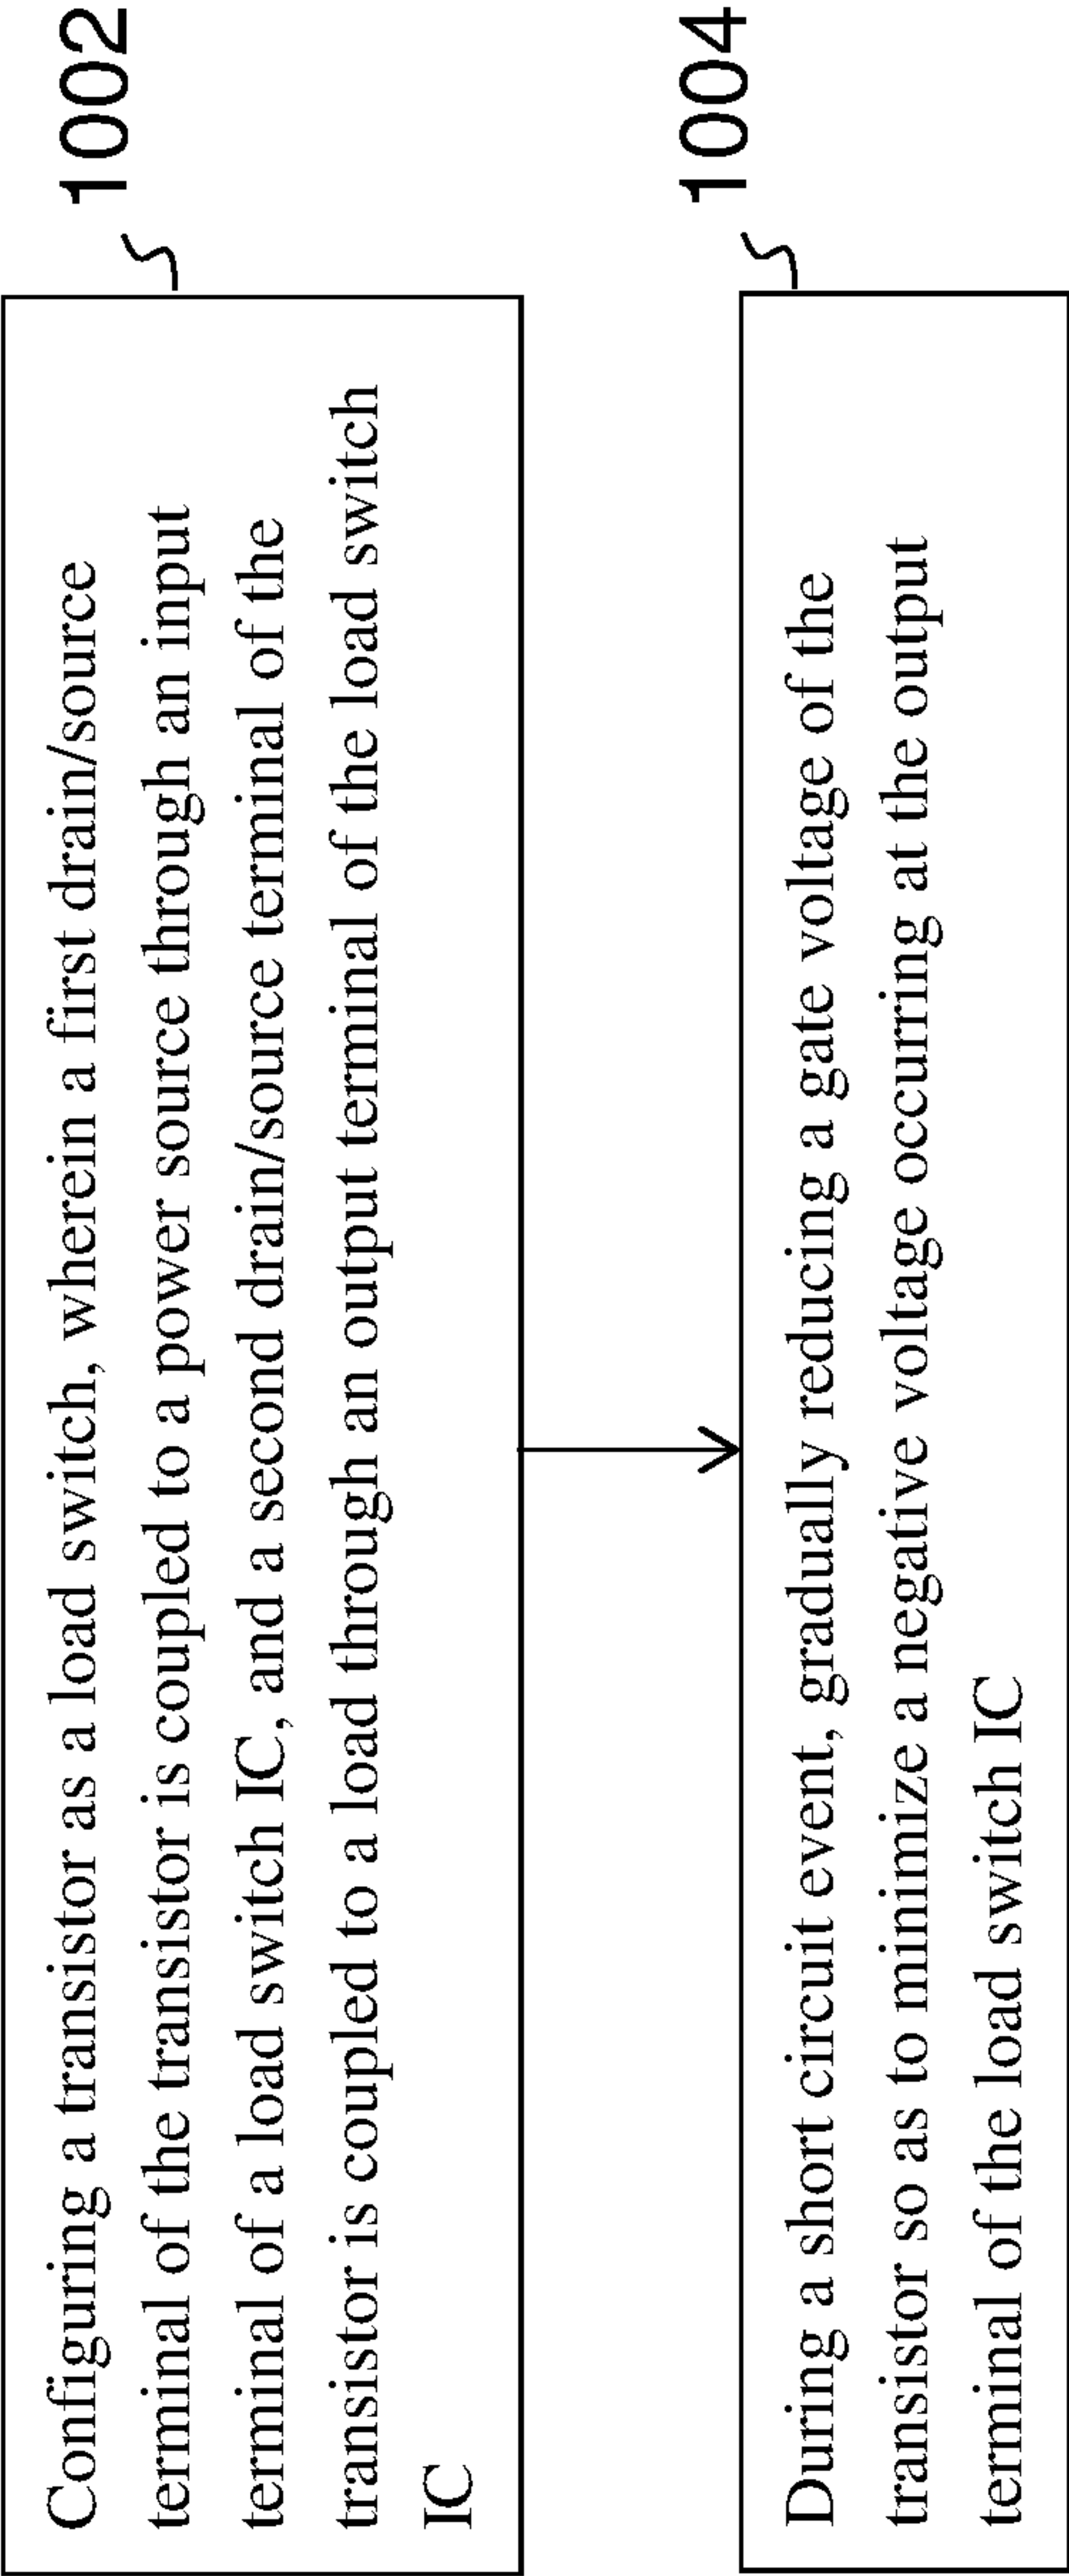 Configuring a transistor as a load switch, wherein a first drain/source
terminal of the transistor is coupled to a power source through an input
terminal of a load switch IC, and a second drain/source terminal of the
transistor is coupled to a load through an output terminal of the load switch
IC
1002
During a short circuit event, gradually reducing a gate voltage of the
transistor so as to minimize a negative voltage occurring at the output
terminal of the load switch IC
1004